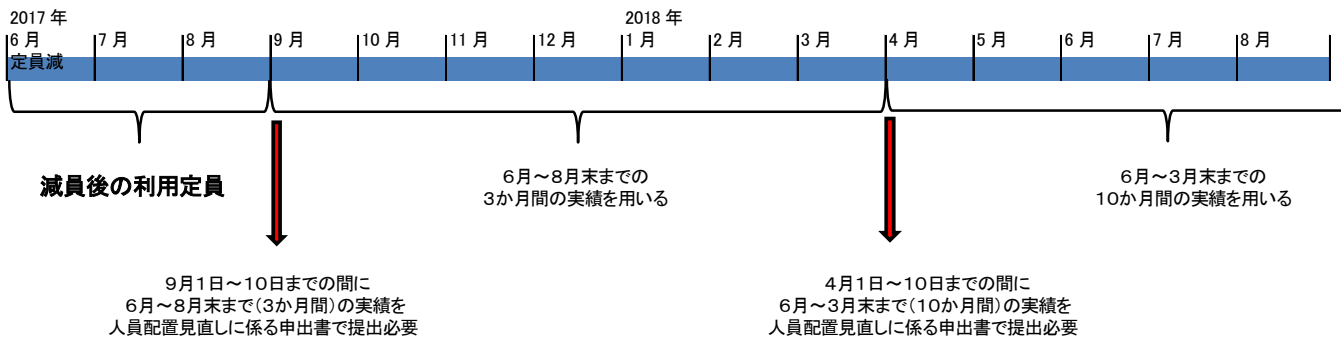 2017 年
2018 年
6 月
7 月
8 月
9 月
10 月
11 月
12 月
1 月
2 月
3 月
4 月
5 月
6 月
7 月
8 月
定員減
減員後の利用定員
6月～8月末までの
3か月間の実績を用いる
6月～3月末までの
10か月間の実績を用いる
9月1日～10日までの間に
6月～8月末まで(3か月間)の実績を
人員配置見直しに係る申出書で提出必要
4月1日～10日までの間に
6月～3月末まで(10か月間)の実績を
人員配置見直しに係る申出書で提出必要